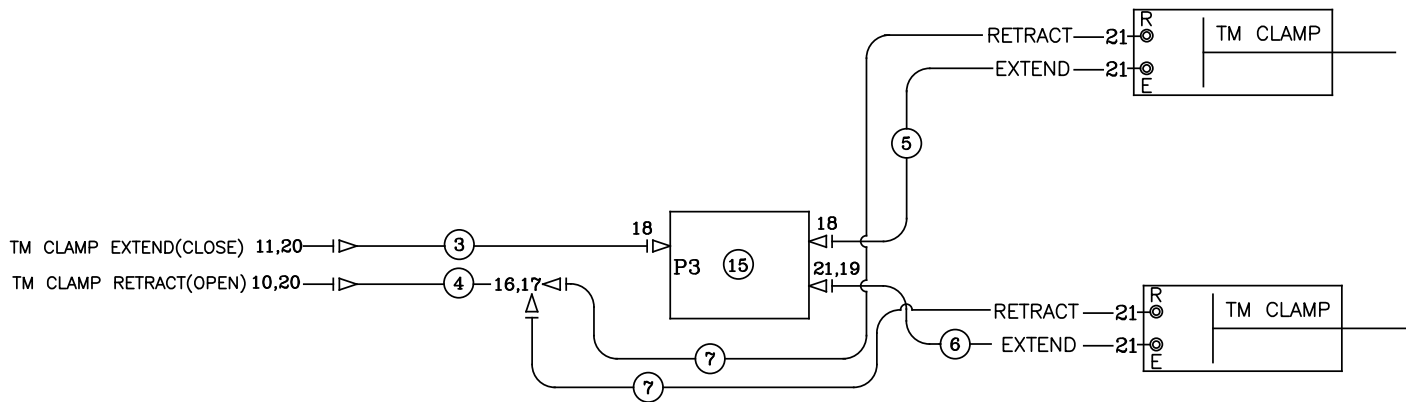 R
RETRACT 21 TM CLAMP
EXTEND 21
E
5
18 18
TM CLAMP EXTEND(CLOSE) 11,20 3
P3 15 21,19
TM CLAMP RETRACT(OPEN) 10,20 4 16,17
R
RETRACT 21 TM CLAMP
6 EXTEND 21
E
7
7